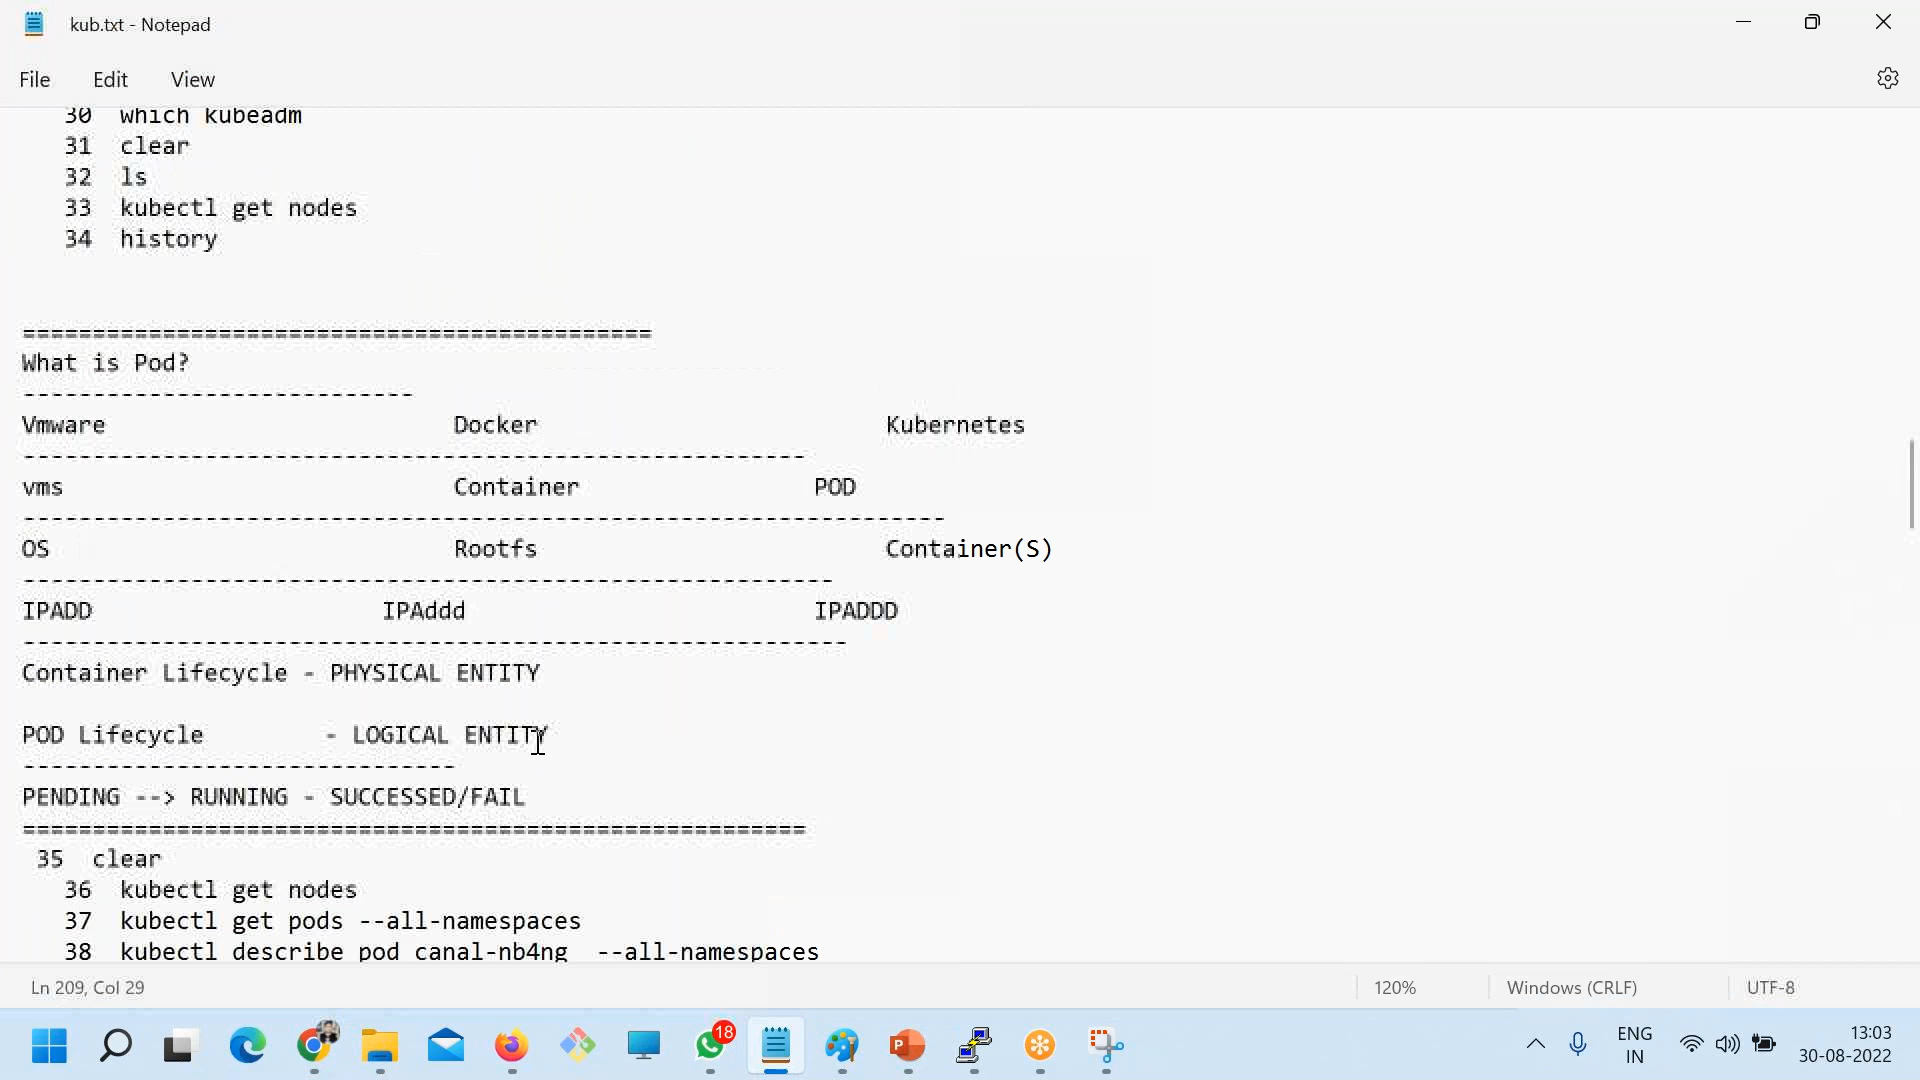 kub.txt - Notepad
File Edit View
30 which kubeadm
31 clear
32 ls
33 kubectl get nodes
34 history
=============================================
What is Pod?
----------------------------
Vmware Docker Kubernetes
--------------------------------------------------------
vms Container POD
------------------------------------------------------------------
OS Rootfs Container(S)
----------------------------------------------------------
IPADD IPAddd IPADDD
-----------------------------------------------------------
Container Lifecycle - PHYSICAL ENTITY
POD Lifecycle - LOGICAL ENTITY
-------------------------------
PENDING --> RUNNING - SUCCESSED/FAIL
========================================================
35 clear
36 kubectl get nodes
37 kubectl get pods --all-namespaces
38 kubectl describe pod canal-nb4ng --all-namespaces
Ln 209, Col 29 120% Windows (CRLF) UTF-8
18
ENG
IN
13:03
30-08-2022